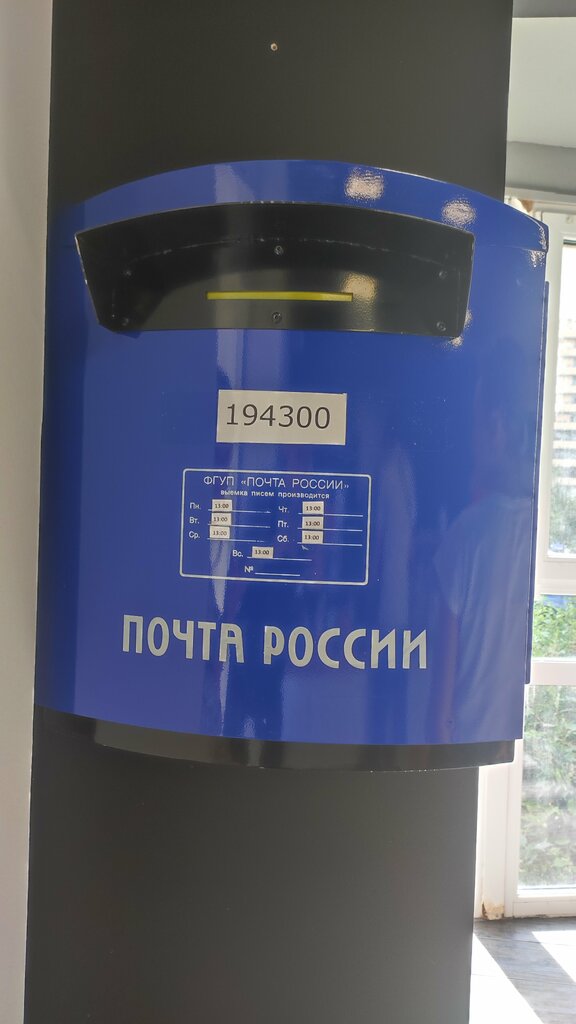 194300
ФГУП «ПОЧТА РОССИИ»
выемка писем производится
Пн. 13:00 Чт. 13:00
Вт. 13:00 Пт. 13:00
Ср. 13:00 Сб. 13:00
Вс. 13:00
№
ПОЧТА РОССИИ